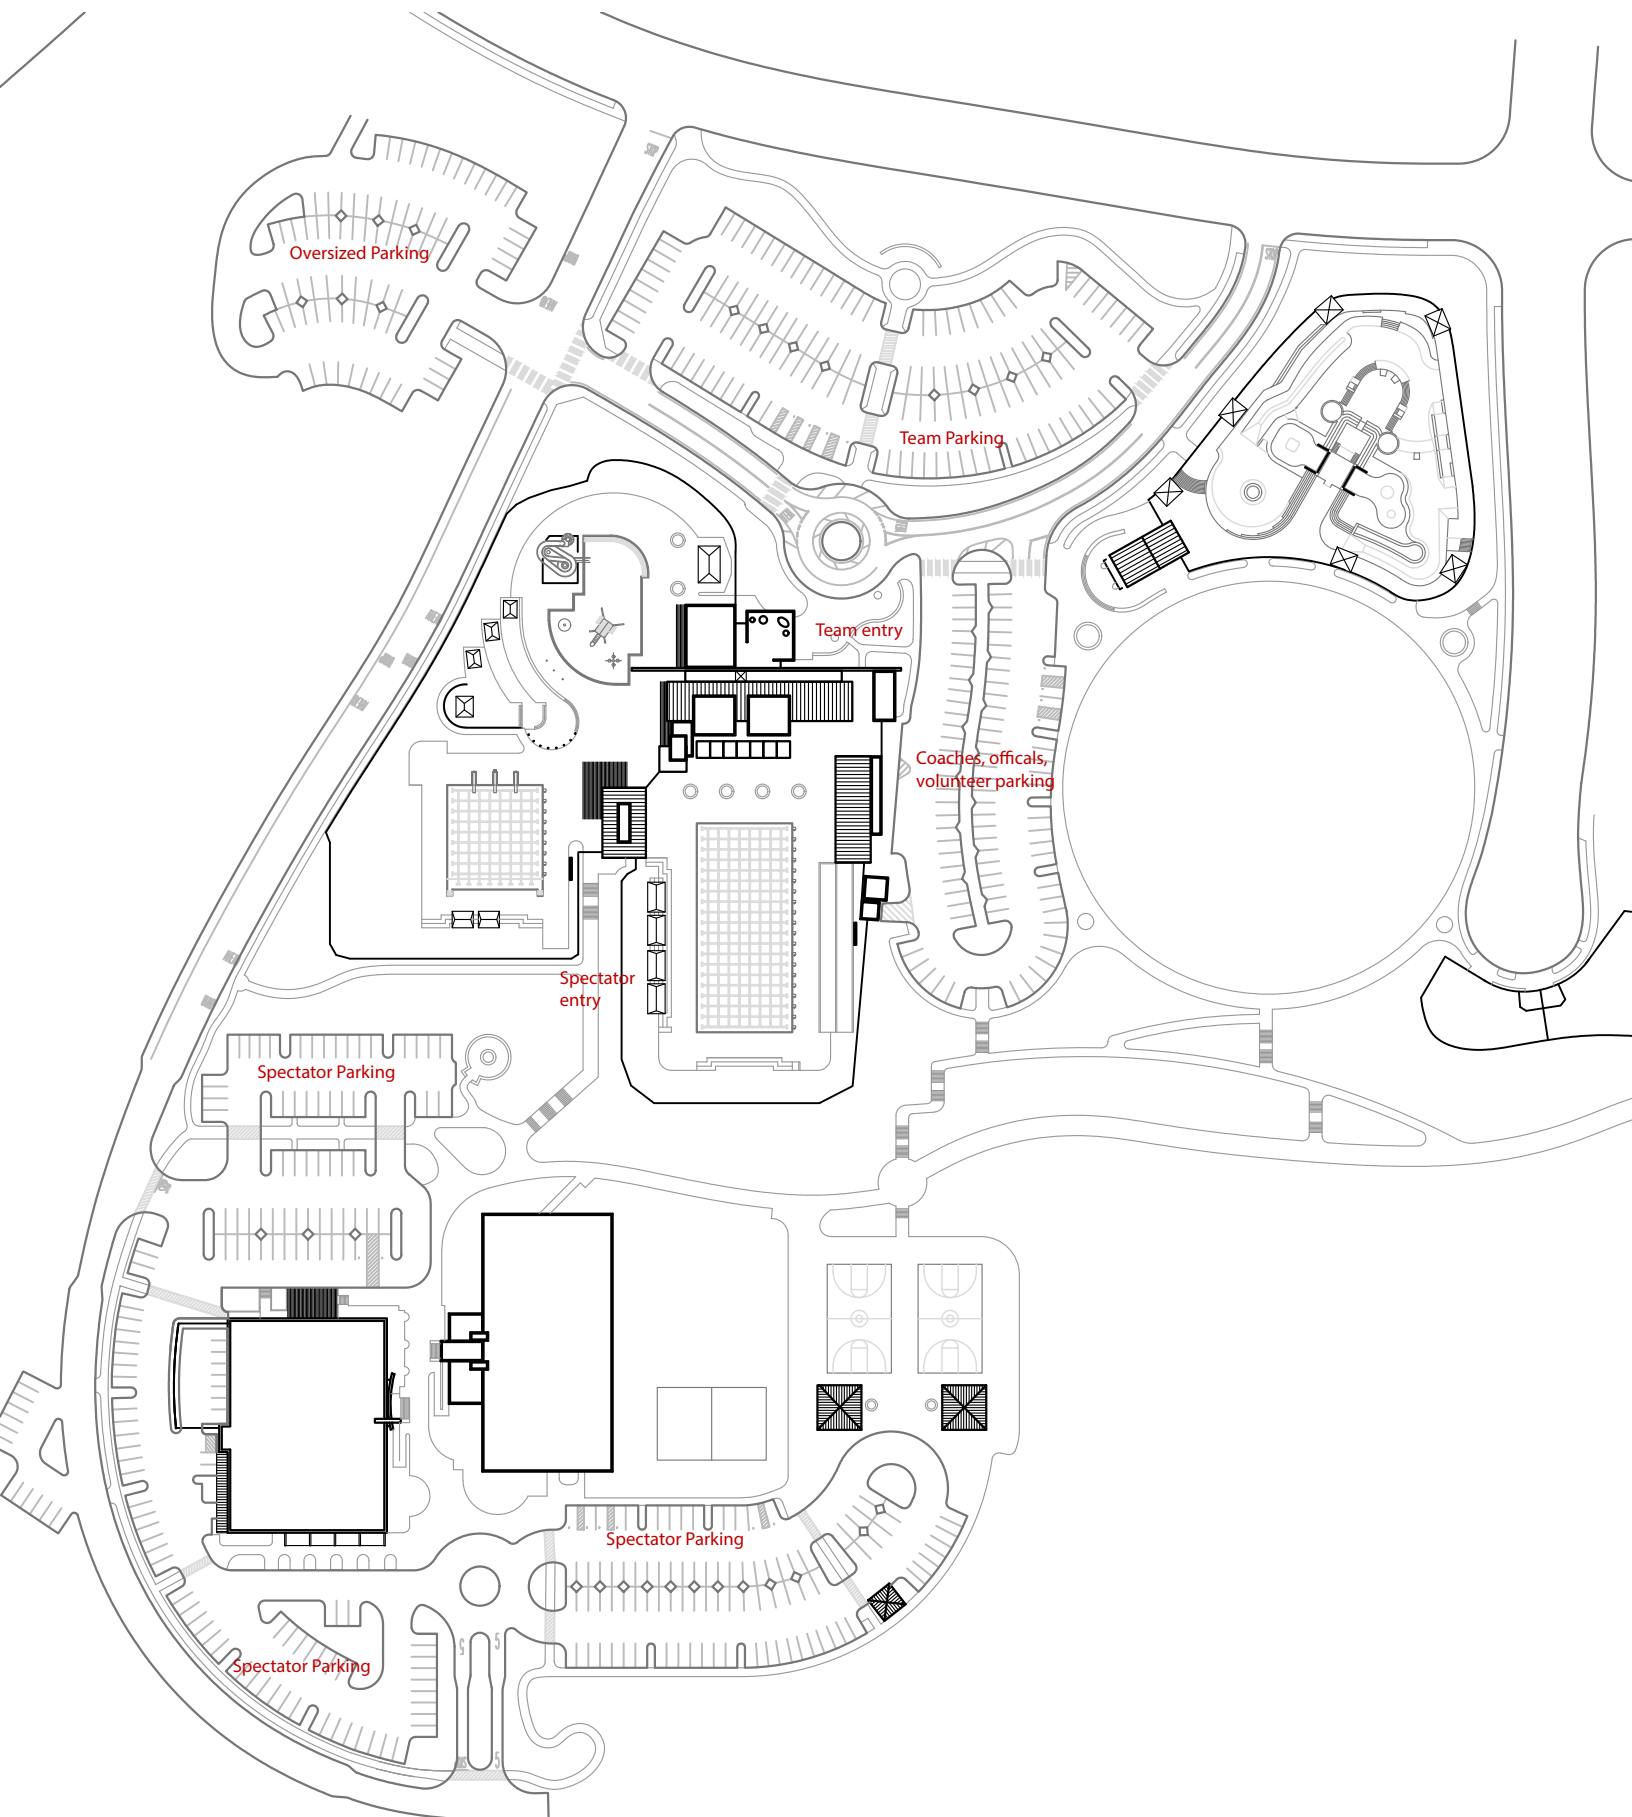 Oversized Parking
Team Parking
Team entry
Coaches, officals,
volunteer parking
Spectator
entry
Spectator Parking
Spectator Parking
Spectator Parking